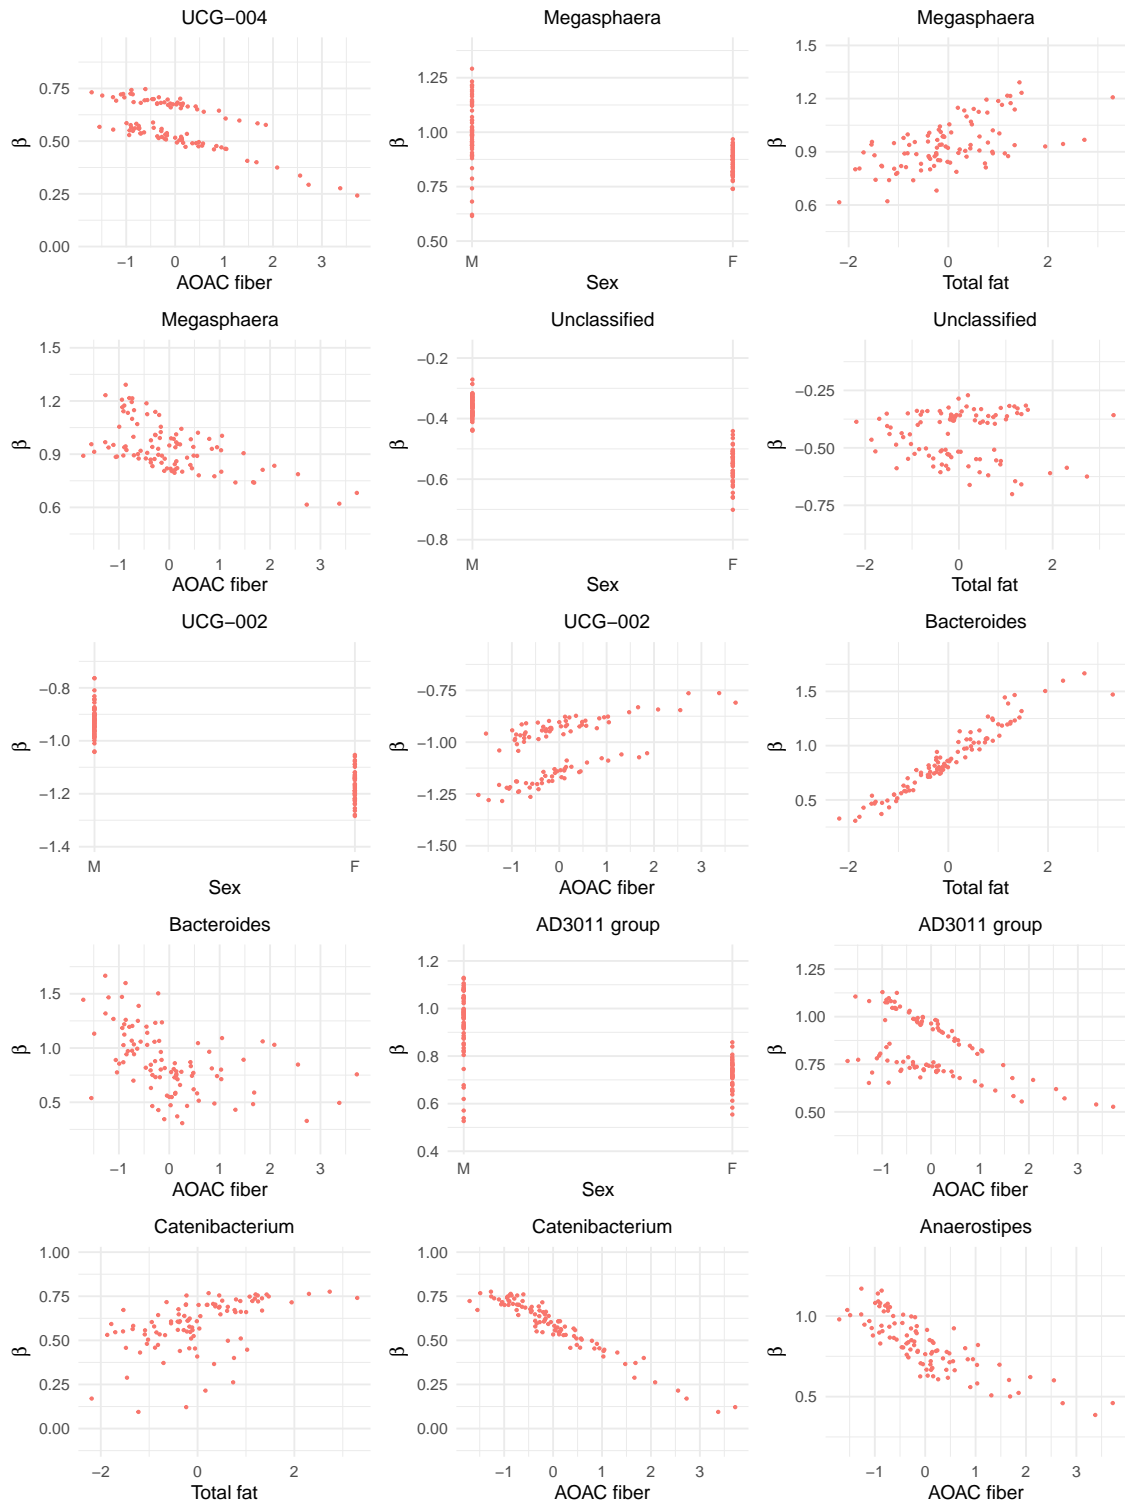 UCG−004
Megasphaera
Megasphaera
0.75
0.50
0.25
0.00
β
−1
0
1
2
3
AOAC fiber
1.25
1.00
0.75
0.50
β
M
F
Sex
1.5
1.2
0.9
0.6
β
−2
0
2
Total fat
Megasphaera
Unclassified
Unclassified
1.5
1.2
0.9
0.6
β
−1
0
1
2
3
AOAC fiber
−0.2
−0.4
−0.6
−0.8
β
M
F
Sex
−0.25
−0.50
−0.75
β
−2
0
2
Total fat
UCG−002
UCG−002
Bacteroides
−0.8
−1.0
−1.2
−1.4
β
M
F
Sex
−0.75
−1.00
−1.25
−1.50
β
−1
0
1
2
3
AOAC fiber
1.5
1.0
0.5
β
−2
0
2
Total fat
Bacteroides
AD3011 group
AD3011 group
1.5
1.0
0.5
β
−1
0
1
2
3
AOAC fiber
1.2
1.0
0.8
0.6
0.4
β
M
F
Sex
1.25
1.00
0.75
0.50
β
−1
0
1
2
3
AOAC fiber
Catenibacterium
Catenibacterium
Anaerostipes
1.00
0.75
0.50
0.25
0.00
β
−2
0
2
Total fat
1.00
0.75
0.50
0.25
0.00
β
−1
0
1
2
3
AOAC fiber
1.0
0.5
β
−1
0
1
2
3
AOAC fiber